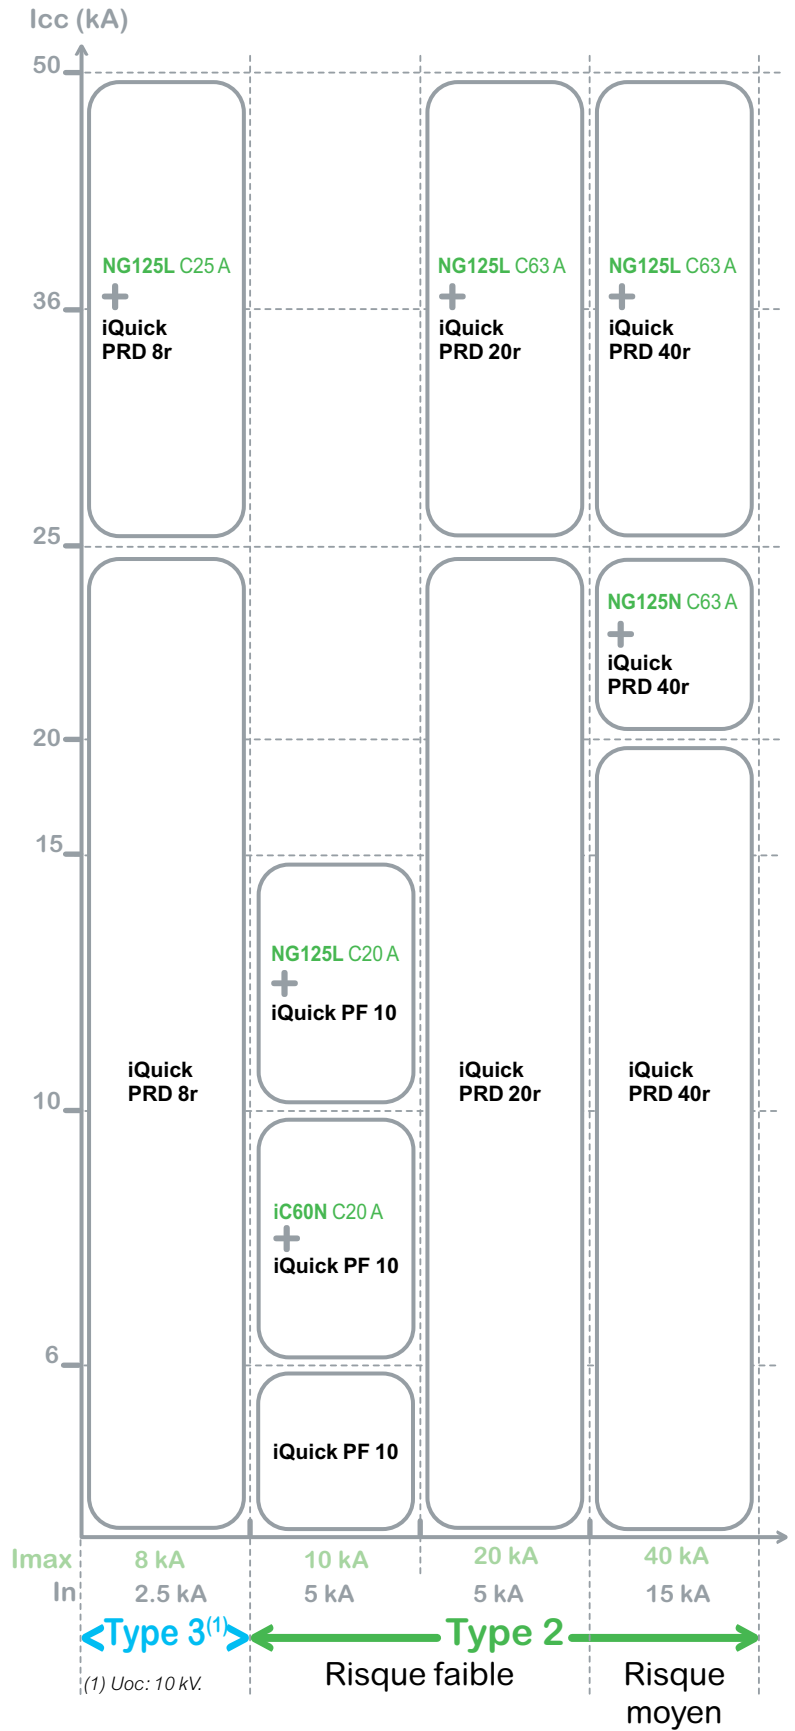 Icc (kA)
50
NG125L C25 A
iQuick
PRD 8r
NG125L C63 A
iQuick
PRD 20r
NG125L C63 A
iQuick
PRD 40r
36
25
NG125N C63 A
iQuick
PRD 40r
20
15
NG125L C20 A
iQuick PF 10
iQuick
PRD 8r
iQuick
PRD 20r
iQuick
PRD 40r
10
iC60N C20 A
iQuick PF 10
6
iQuick PF 10
Imax 8 kA 10 kA 20 kA 40 kA
In 2.5 kA 5 kA 5 kA 15 kA
Type 3(1) Type 2
(1) Uoc: 10 kV.
Risque faible
Risque
moyen